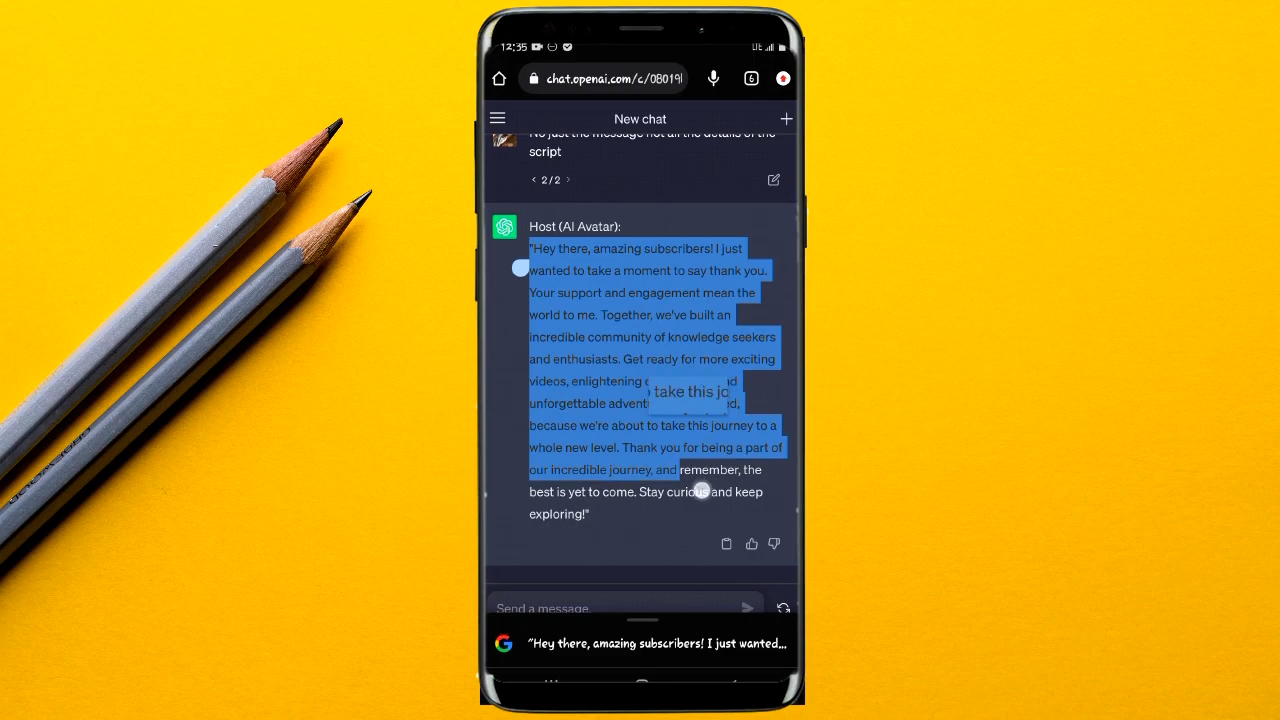 12:35
LTE
chat.openai.com/c/0801
6
New chat
No just the message not all the details of the
script
< 2/2 >
Host (AI Avatar):
"Hey there, amazing subscribers! I just
wanted to take a moment to say thank you.
Your support and engagement mean the
world to me. Together, we've built an
incredible community of knowledge seekers
and enthusiasts. Get ready for more exciting
videos, enlightening
take this jo
unforgettable
because we're about to take this journey to a
whole new level. Thank you for being a part of
our incredible journey, and remember, the
best is yet to come. Stay curious and keep
exploring!"
Send a message.
"Hey there, amazing subscribers! I just wanted...